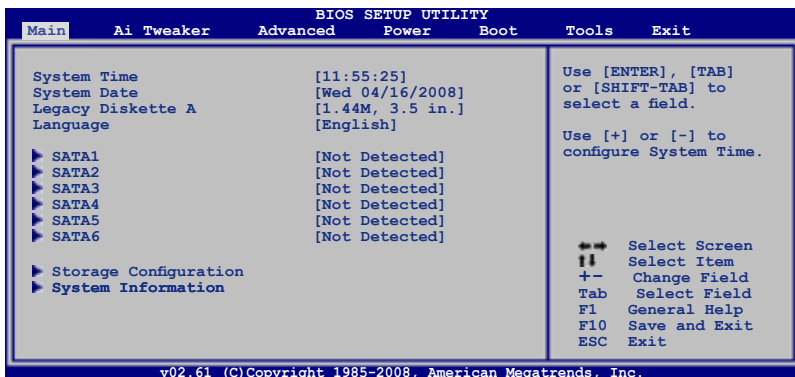 BIOS SETUP UTILITY
Main Ai Tweaker Advanced Power Boot Tools Exit
System Time [11:55:25]
System Date [Wed 04/16/2008]
Legacy Diskette A [1.44M, 3.5 in.]
Language [English]
SATA1 [Not Detected]
SATA2 [Not Detected]
SATA3 [Not Detected]
SATA4 [Not Detected]
SATA5 [Not Detected]
SATA6 [Not Detected]
Storage Configuration
System Information
Use [ENTER], [TAB]
or [SHIFT-TAB] to
select a field.
Use [+] or [-] to
configure System Time.
Select Screen
Select Item
+- Change Field
Tab Select Field
F1 General Help
F10 Save and Exit
ESC Exit
v02.61 (C)Copyright 1985-2008, American Megatrends, Inc.